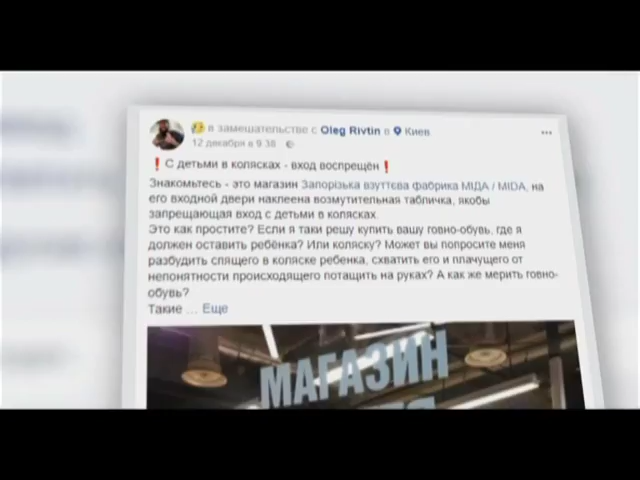 в замешательстве с Oleg Rivtin в Киев.
12 декабря в 9:38
❗С детьми в колясках - вход воспрещён❗
Знакомьтесь - это магазин Запорізька взуттєва фабрика МІДА / MIDA, на
его входной двери наклеена возмутительная табличка, якобы
запрещающая вход с детьми в колясках.
Это как простите? Если я таки решу купить вашу говно-обувь, где я
должен оставить ребёнка? Или коляску? Может вы попросите меня
разбудить спящего в коляске ребенка, схватить его и плачущего от
непонятности происходящего потащить на руках? А как же мерить говно-
обувь?
Такие ... Еще
МАГАЗИН